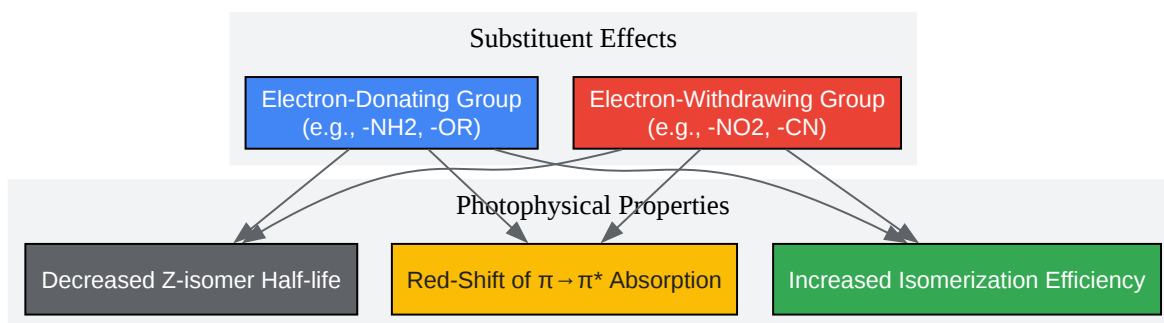 Substituent Effects
Electron-Donating Group
(e.g., -NH2, -OR)
Electron-Withdrawing Group
(e.g., -NO2, -CN)
Photophysical Properties
Decreased Z-isomer Half-life
Red-Shift of π→π* Absorption
Increased Isomerization Efficiency